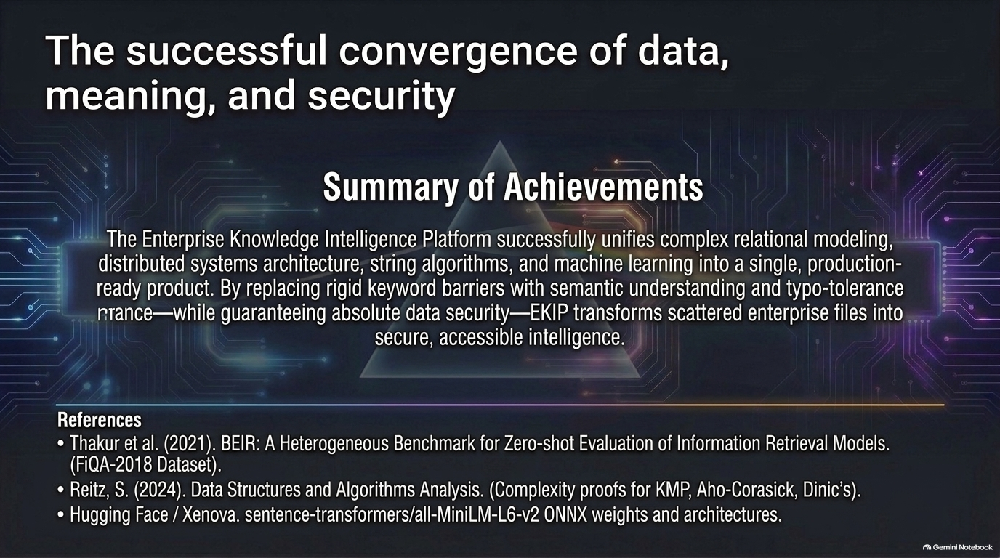 The successful convergence of data,
meaning, and security
Summary of Achievements
The Enterprise Knowledge Intelligence Platform successfully unifies complex relational modeling,
distributed systems architecture, string algorithms, and machine learning into a single, production-
ready product. By replacing rigid keyword barriers with semantic understanding and typo-tolerance
—while guaranteeing absolute data security—EKIP transforms scattered enterprise files into
secure, accessible intelligence.
References
• Thakur et al. (2021). BEIR: A Heterogeneous Benchmark for Zero-shot Evaluation of Information Retrieval Models.
(FiQA-2018 Dataset).
• Reitz, S. (2024). Data Structures and Algorithms Analysis. (Complexity proofs for KMP, Aho-Corasick, Dinic's).
• Hugging Face / Xenova. sentence-transformers/all-MiniLM-L6-v2 ONNX weights and architectures.
Gemini Notebook